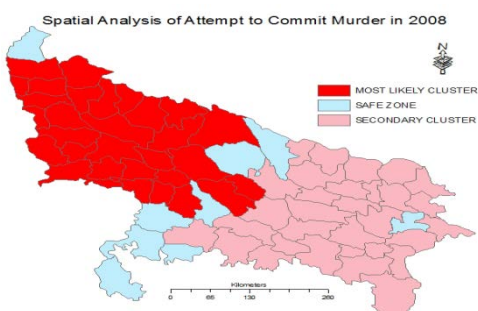 Spatial Analysis of Attempt to Commit Murder in 2008
N
MOST LIKELY CLUSTER
SAFE ZONE
SECONDARY CLUSTER
Kilometers
0 65 130 260